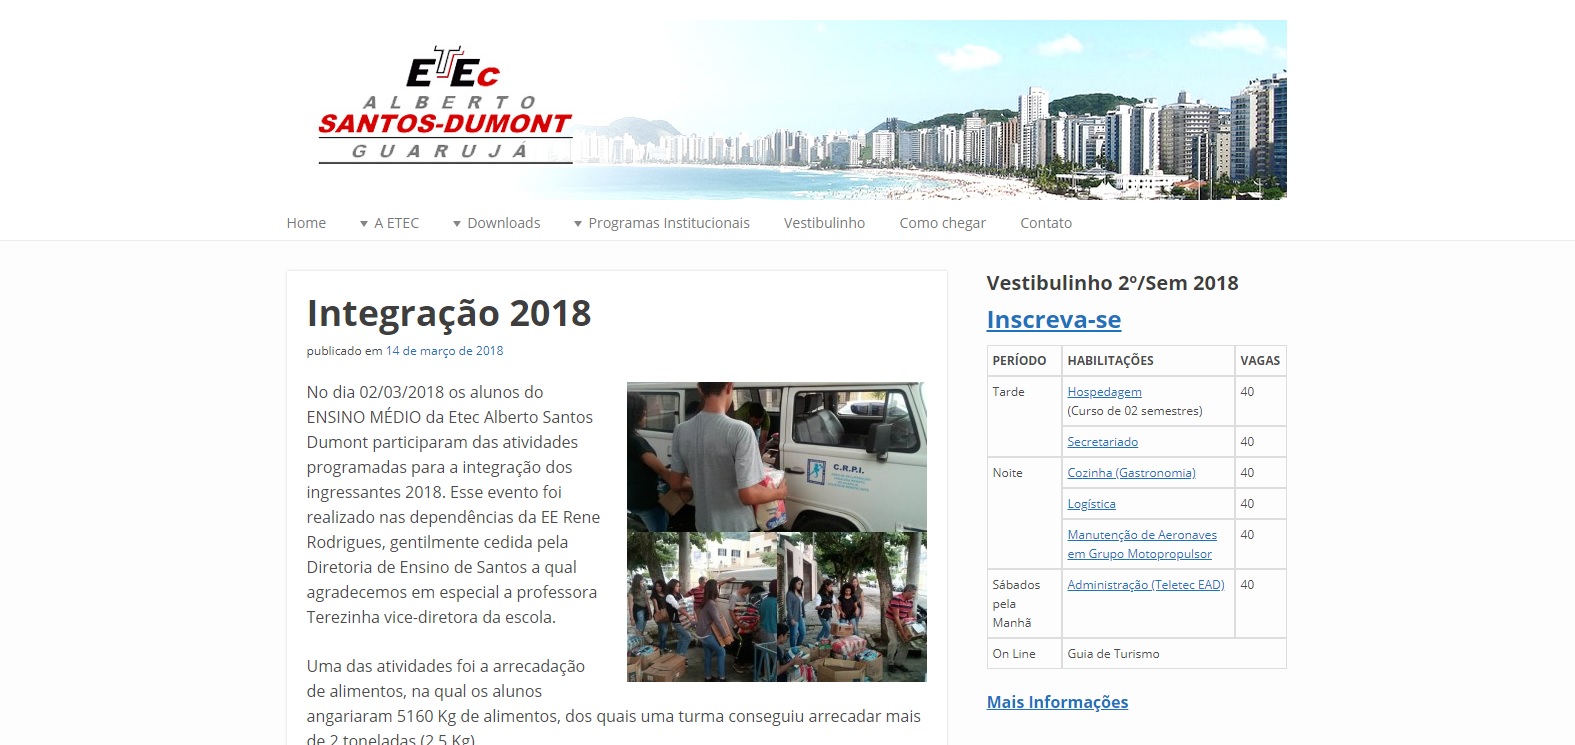 ETEc
ALBERTO
SANTOS-DUMONT
GUARUJÁ
Home
A ETEC
Downloads
Programas Institucionais
Vestibulinho
Como chegar
Contato
Integração 2018
publicado em 14 de março de 2018
No dia 02/03/2018 os alunos do
ENSINO MÉDIO da Etec Alberto Santos
Dumont participaram das atividades
programadas para a integração dos
ingressantes 2018. Esse evento foi
realizado nas dependências da EE Rene
Rodrigues, gentilmente cedida pela
Diretoria de Ensino de Santos a qual
agradecemos em especial a professora
Terezinha vice-diretora da escola.
C.R.P.I.
Uma das atividades foi a arrecadação
de alimentos, na qual os alunos
angariaram 5160 Kg de alimentos, dos quais uma turma conseguiu arrecadar mais
de 2 toneladas (2,5 Kg)
Vestibulinho 2º/Sem 2018
Inscreva-se
PERÍODO HABILITAÇÕES VAGAS
Tarde Hospedagem 40
(Curso de 02 semestres)
Secretariado 40
Noite Cozinha (Gastronomia) 40
Logística 40
Manutenção de Aeronaves 40
em Grupo Motopropulsor
Sábados Administração (Teletec EAD) 40
pela
Manhã
On Line Guia de Turismo
Mais Informações